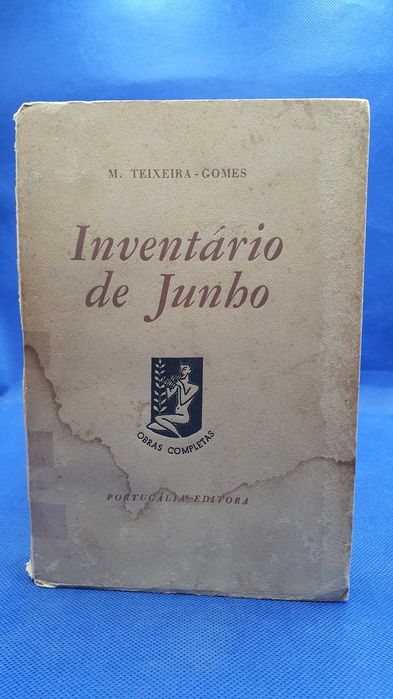 M. TEIXEIRA-GOMES
Inventário
de Junho
OBRAS COMPLETAS
PORTUGÁLIA EDITORA